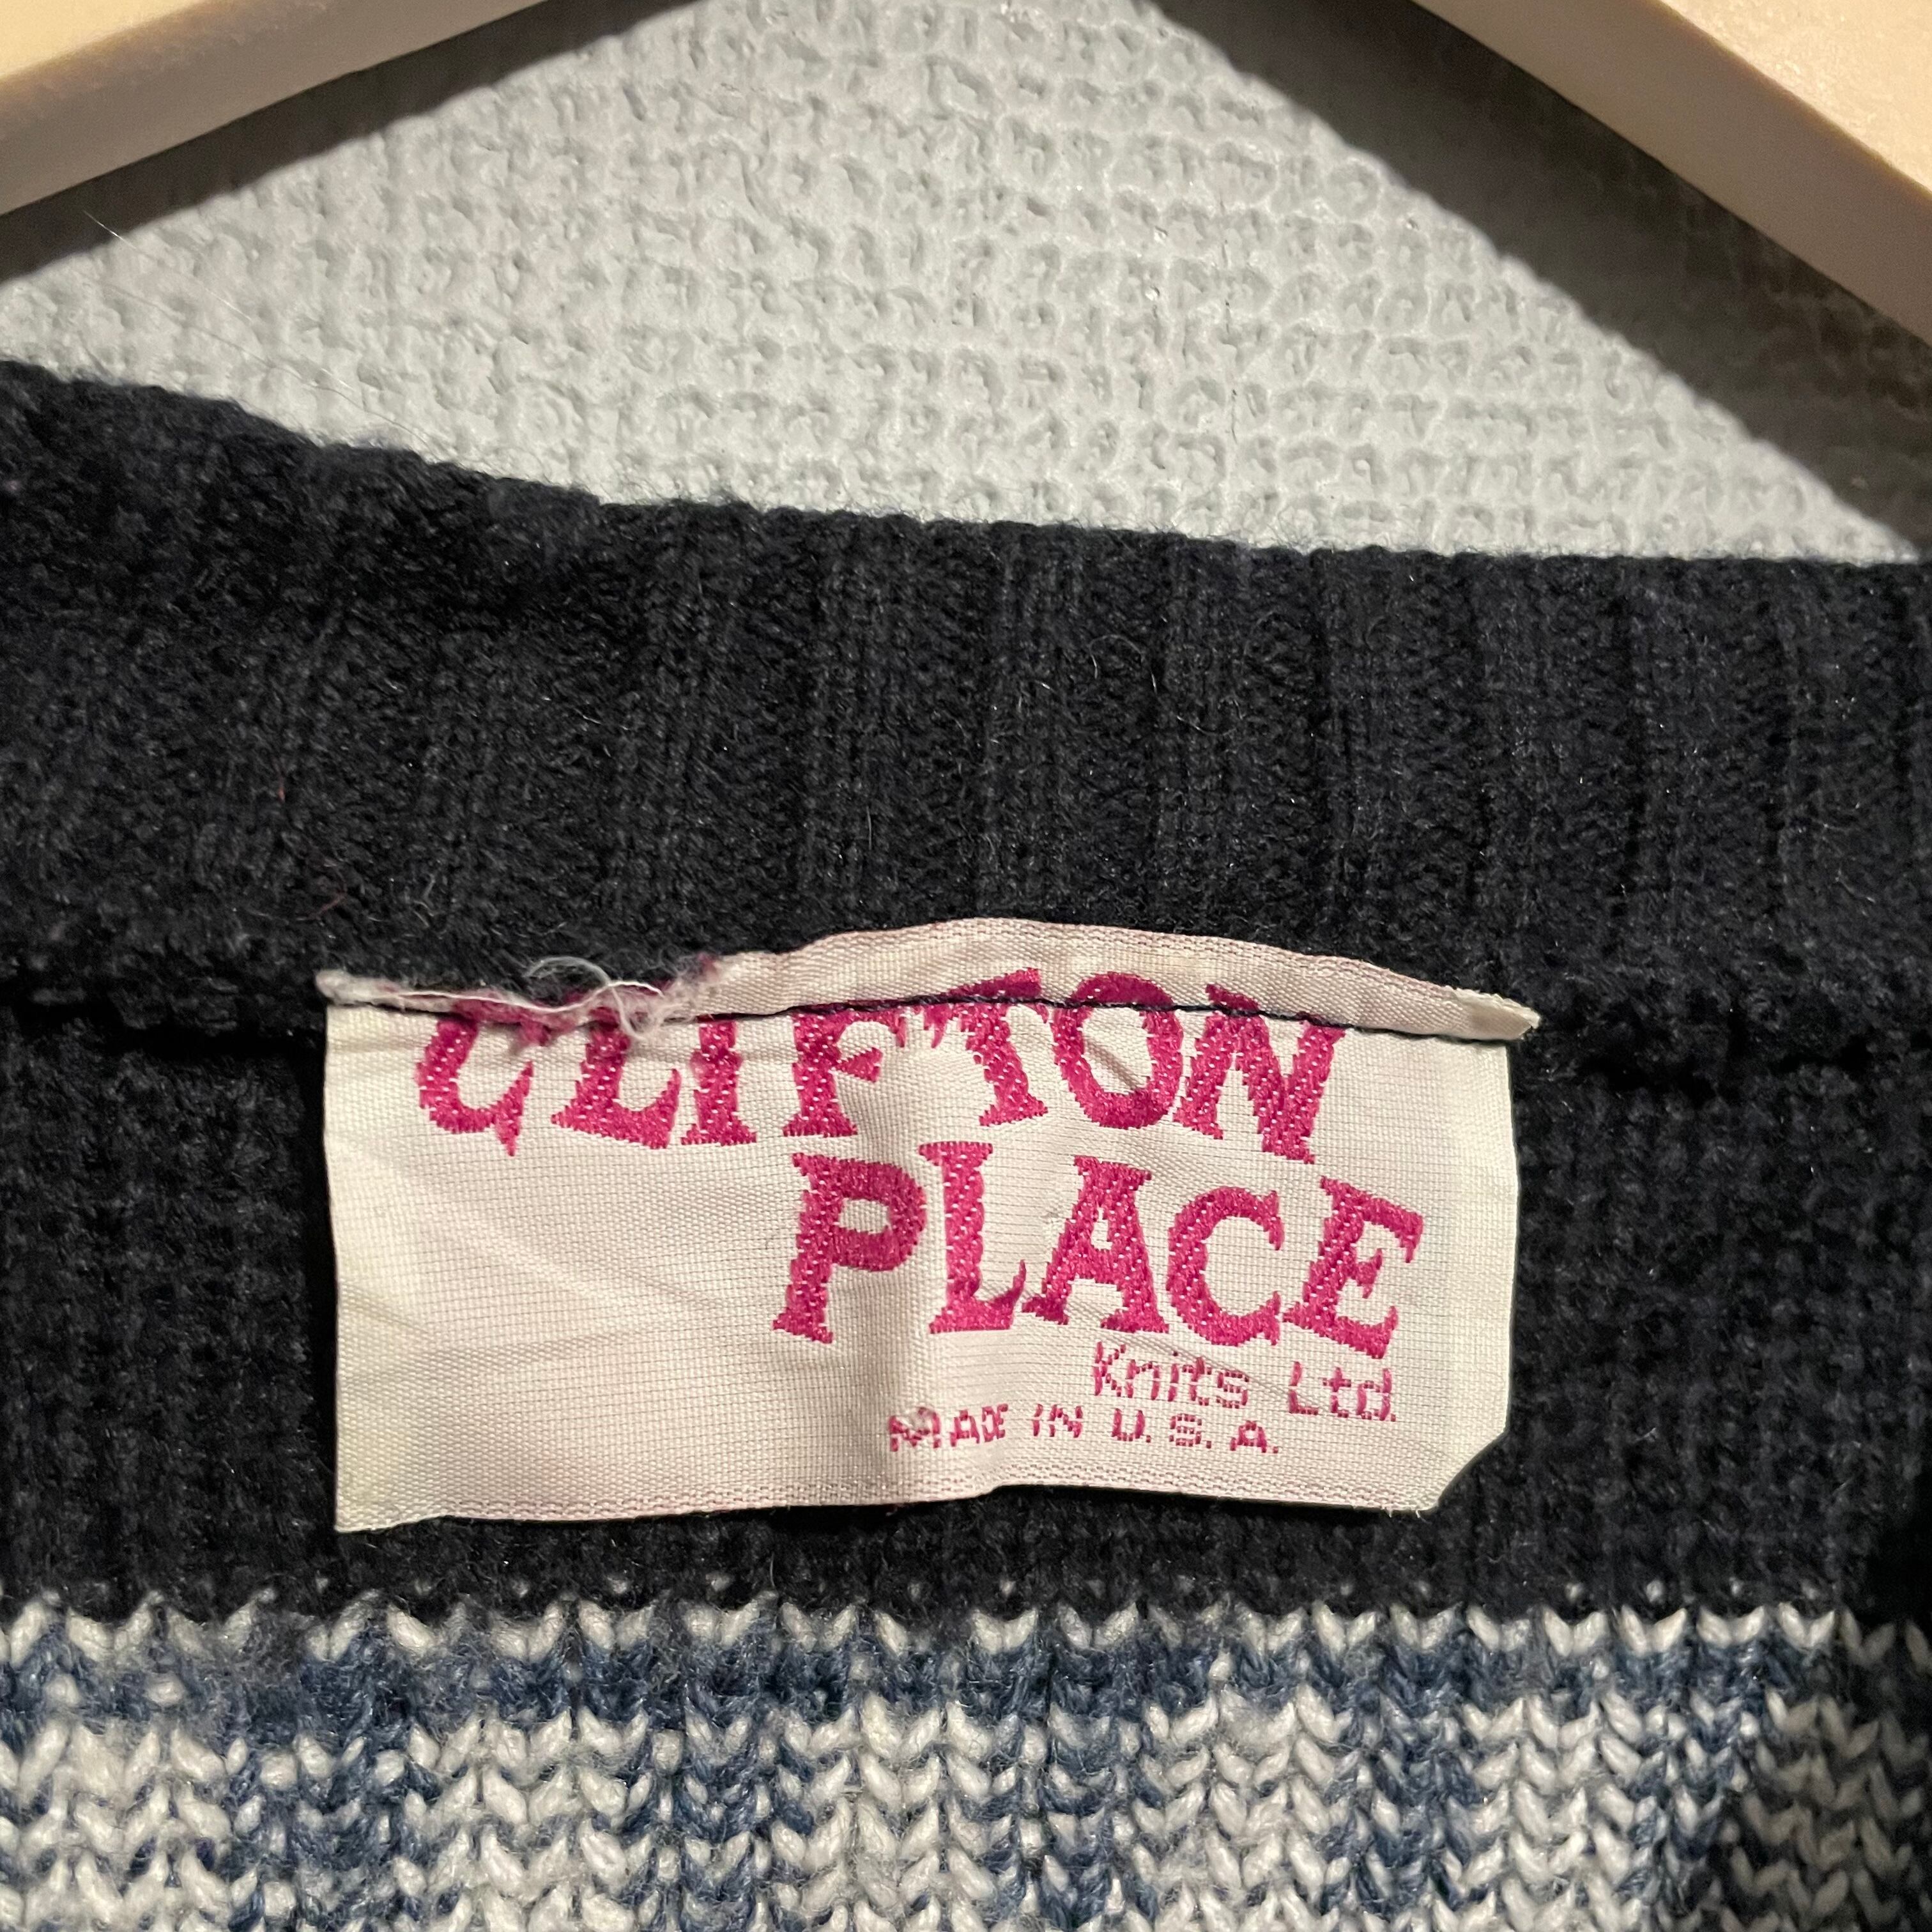 CLIFTON
PLACE
Knits Ltd.
MADE IN U.S.A.